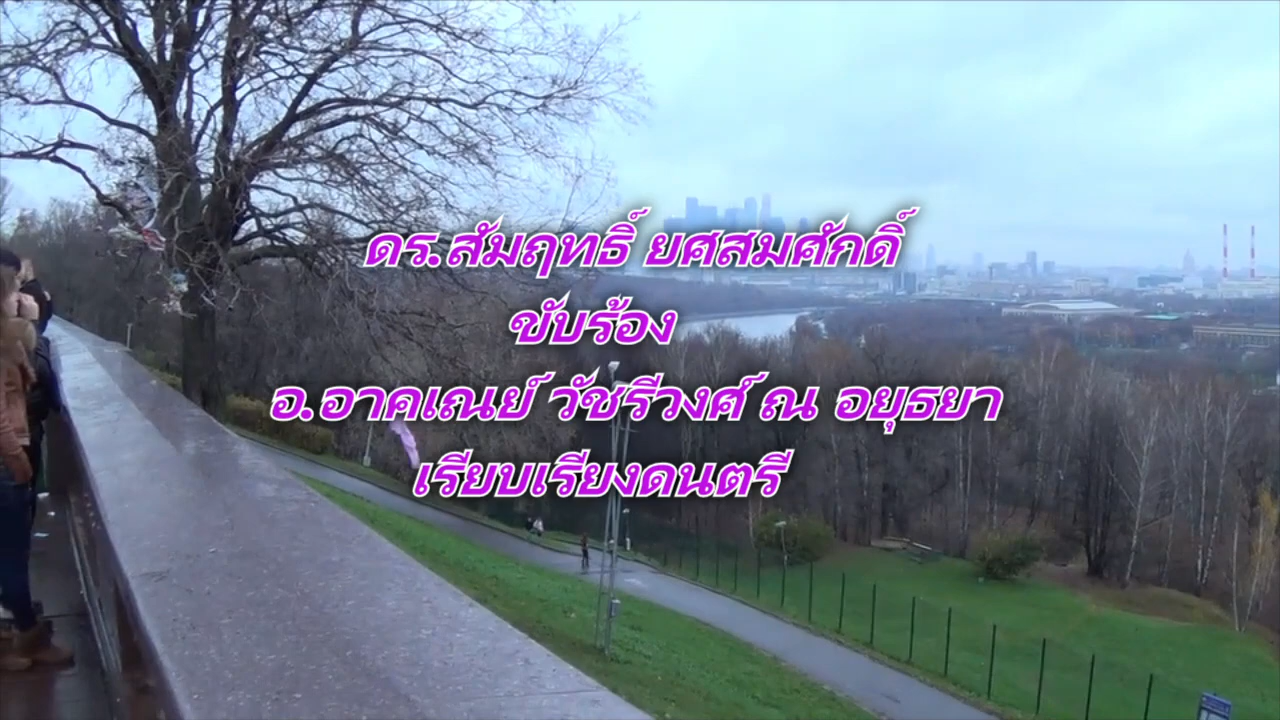 ดร.สัมฤทธิ์ ยศสมศักดิ์
ขับร้อง
อ.อาคเณย์ วัชรีวงศ์ ณ อยุธยา
เรียบเรียงดนตรี